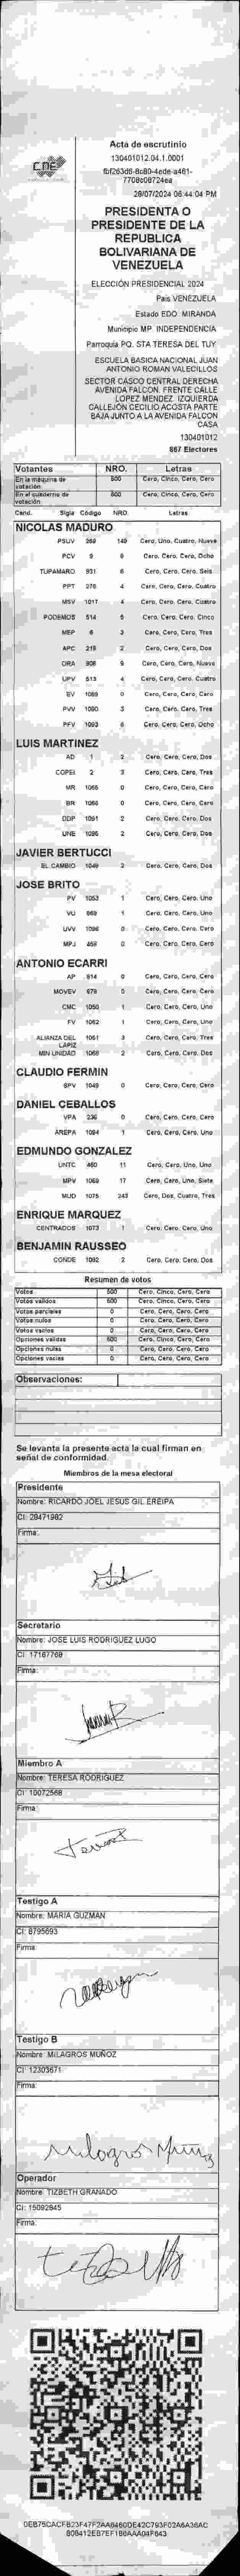 Acta de escrutinio
130401012.04.1.0001
CNE
fbf263d6-8c80-4ede-a461-
7708c08724ea
28/07/2024 06:44:04 PM
PRESIDENTA O
PRESIDENTE DE LA
REPUBLICA
BOLIVARIANA DE
VENEZUELA
ELECCIÓN PRESIDENCIAL 2024
País VENEZUELA
Estado EDO. MIRANDA
Municipio MP. INDEPENDENCIA
Parroquia PQ. STA TERESA DEL TUY
ESCUELA BASICA NACIONAL JUAN
ANTONIO ROMAN VALECILLOS
SECTOR CASCO CENTRAL DERECHA
AVENIDA FALCON. FRENTE CALLE
LOPEZ MENDEZ. IZQUIERDA
CALLEJÓN CECILIO ACOSTA PARTE
BAJA JUNTO A LA AVENIDA FALCON
CASA
130401012
867 Electores
Votantes NRO. Letras
En la máquina de votación 500 Cero, Cinco, Cero, Cero
En el cuaderno de votación 500 Cero, Cinco, Cero, Cero
Cand. Sigla Código NRO. Letras
NICOLAS MADURO
PSUV 269 149 Cero, Uno, Cuatro, Nueve
PCV 9 8 Cero, Cero, Cero, Ocho
TUPAMARO 931 6 Cero, Cero, Cero, Seis
PPT 276 4 Cero, Cero, Cero, Cuatro
MSV 1017 4 Cero, Cero, Cero, Cuatro
PODEMOS 514 5 Cero, Cero, Cero, Cinco
MEP 6 3 Cero, Cero, Cero, Tres
APC 219 2 Cero, Cero, Cero, Dos
ORA 908 9 Cero, Cero, Cero, Nueve
UPV 513 4 Cero, Cero, Cero, Cuatro
EV 1089 0 Cero, Cero, Cero, Cero
PVV 1090 3 Cero, Cero, Cero, Tres
PFV 1093 8 Cero, Cero, Cero, Ocho
LUIS MARTINEZ
AD 1 2 Cero, Cero, Cero, Dos
COPEI 2 3 Cero, Cero, Cero, Tres
MR 1065 0 Cero, Cero, Cero, Cero
BR 1066 0 Cero, Cero, Cero, Cero
DDP 1091 2 Cero, Cero, Cero, Dos
UNE 1095 2 Cero, Cero, Cero, Dos
JAVIER BERTUCCI
EL CAMBIO 1049 2 Cero, Cero, Cero, Dos
JOSE BRITO
PV 1053 1 Cero, Cero, Cero, Uno
VU 969 1 Cero, Cero, Cero, Uno
UVV 1096 0 Cero, Cero, Cero, Cero
MPJ 458 0 Cero, Cero, Cero, Cero
ANTONIO ECARRI
AP 914 0 Cero, Cero, Cero, Cero
MOVEV 679 0 Cero, Cero, Cero, Cero
CMC 1050 1 Cero, Cero, Cero, Uno
FV 1062 1 Cero, Cero, Cero, Uno
ALIANZA DEL LAPIZ 1051 3 Cero, Cero, Cero, Tres
MIN UNIDAD 1068 2 Cero, Cero, Cero, Dos
CLAUDIO FERMIN
SPV 1048 0 Cero, Cero, Cero, Cero
DANIEL CEBALLOS
VPA 236 0 Cero, Cero, Cero, Cero
AREPA 1094 1 Cero, Cero, Cero, Uno
EDMUNDO GONZALEZ
UNTC 460 11 Cero, Cero, Uno, Uno
MPV 1069 17 Cero, Cero, Uno, Siete
MUD 1075 243 Cero, Dos, Cuatro, Tres
ENRIQUE MARQUEZ
CENTRADOS 1073 1 Cero, Cero, Cero, Uno
BENJAMIN RAUSSEO
CONDE 1092 2 Cero, Cero, Cero, Dos
Resumen de votos
Votos 500 Cero, Cinco, Cero, Cero
Votos válidos 500 Cero, Cinco, Cero, Cero
Votos parciales 0 Cero, Cero, Cero, Cero
Votos nulos 0 Cero, Cero, Cero, Cero
Votos vacíos 0 Cero, Cero, Cero, Cero
Opciones válidas 500 Cero, Cinco, Cero, Cero
Opciones nulas 0 Cero, Cero, Cero, Cero
Opciones vacías 0 Cero, Cero, Cero, Cero
Observaciones:
Se levanta la presente acta la cual firman en
señal de conformidad.
Miembros de la mesa electoral
Presidente
Nombre: RICARDO JOEL JESUS GIL EREIPA
CI: 28471982
Firma:
Secretario
Nombre: JOSE LUIS RODRIGUEZ LUGO
CI: 17167769
Firma:
Miembro A
Nombre: TERESA RODRIGUEZ
CI: 10072568
Firma:
Testigo A
Nombre: MARIA GUZMAN
CI: 8795693
Firma:
Testigo B
Nombre: MILAGROS MUÑOZ
CI: 12303671
Firma:
Milagros Muñoz
Operador
Nombre: TIZBETH GRANADO
CI: 15092845
Firma: